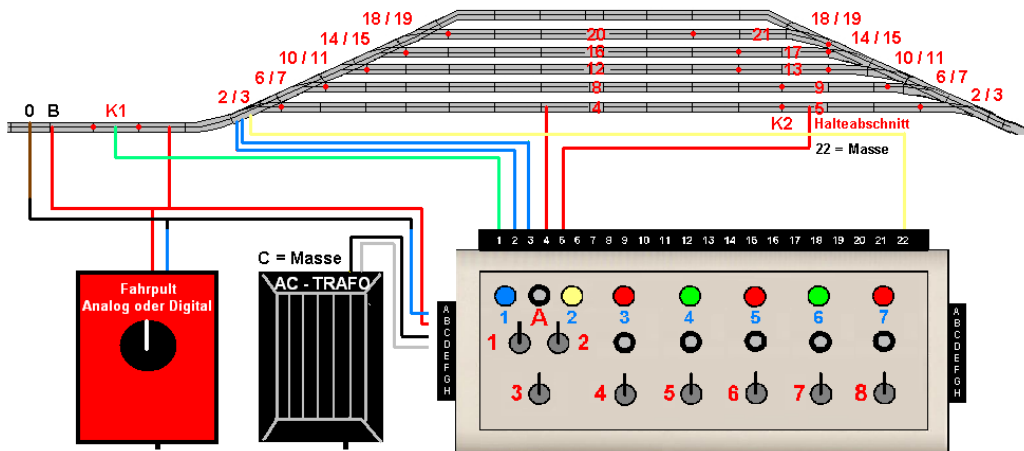 18 / 19
14 / 15
10 / 11
6 / 7
2 / 3
18 / 19
14 / 15
10 / 11
6 / 7
2 / 3
20 21
16 17
12 13
8 9
4 5
0 B K1
K2 Halteabschnitt
22 = Masse
1 2 3 4 5 6 7 8 9 10 11 12 13 14 15 16 17 18 19 20 21 22
C = Masse
Fahrpult
Analog oder Digital
AC - TRAFO
A
B
C
D
E
F
G
H
1 A 2 3 4 5 6 7
1 2
3 4 5 6 7 8
A
B
C
D
E
F
G
H